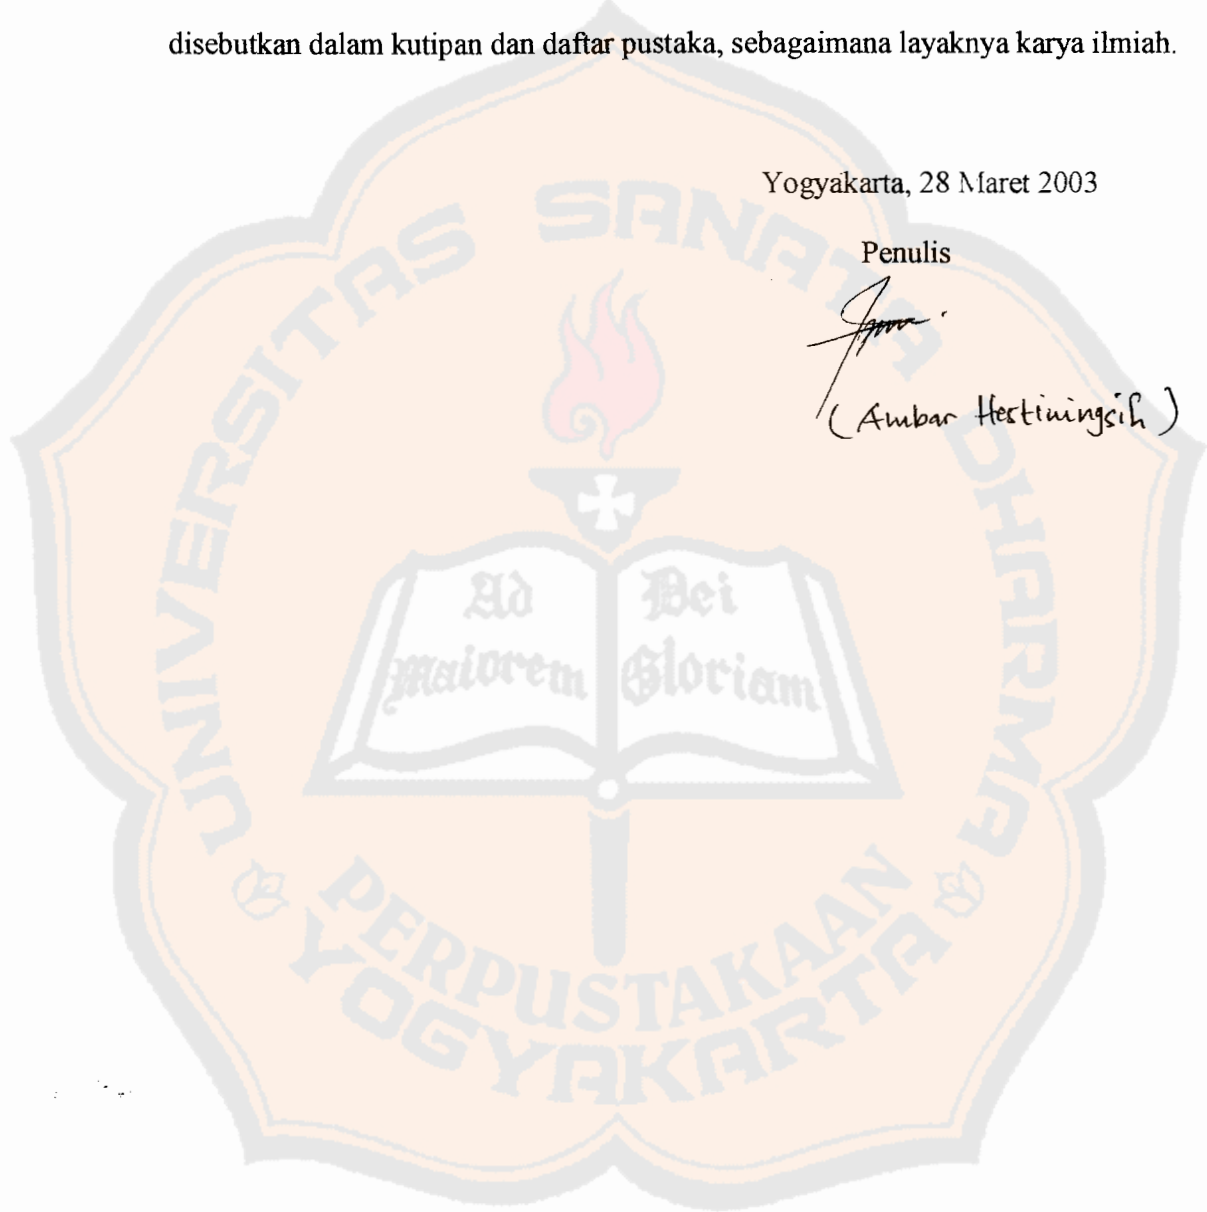 disebutkan dalam kutipan dan daftar pustaka, sebagaimana layaknya karya ilmiah.
Yogyakarta, 28 Maret 2003
Penulis
(Ambar Hestiningsih)
UNIVERSITAS SANATA DHARMA
Ad Dei
maiorem Gloriam
PERPUSTAKAAN
YOGYAKARTA